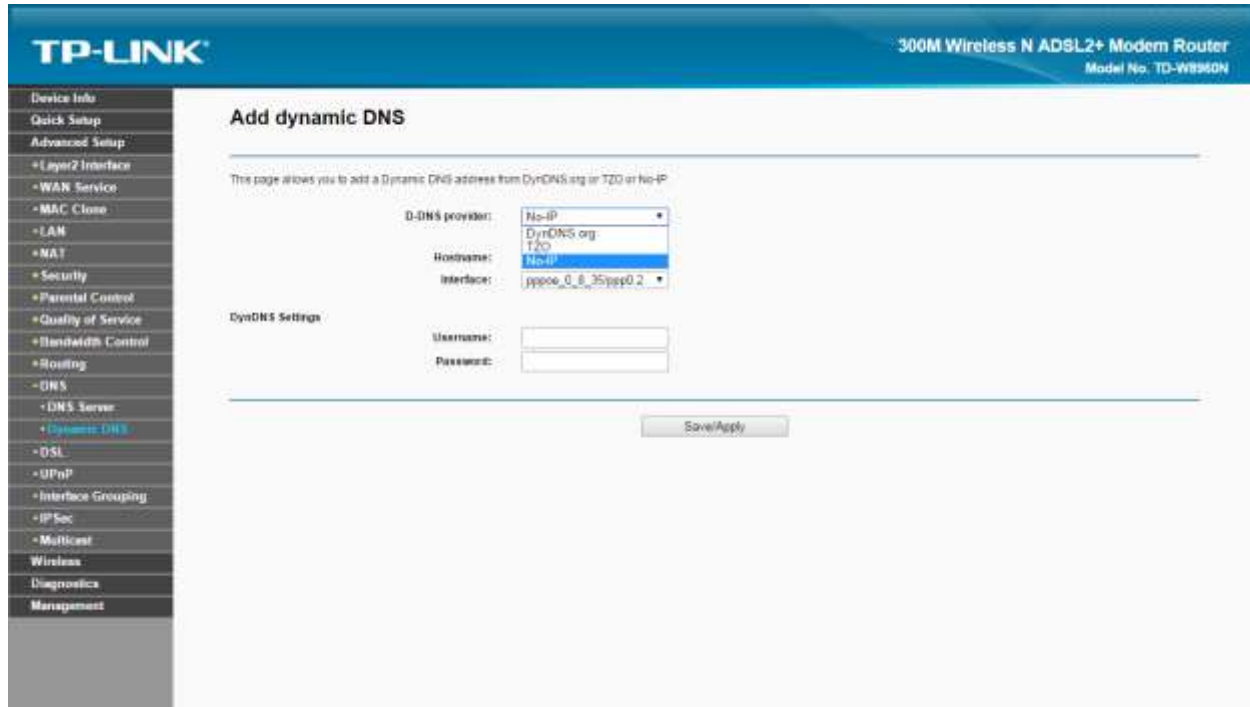 TP-LINK
300M Wireless N ADSL2+ Modem Router
Model No. TD-W8960N
Device Info
Quick Setup
Advanced Setup
+Layer2 Interface
-WAN Service
-MAC Clone
+LAN
+NAT
+Security
+Parental Control
+Quality of Service
+Bandwidth Control
+Routing
-DNS
•DNS Server
•Dynamic DNS
-DSL
-UPnP
+Interface Grouping
-IPSec
-Multicast
Wireless
Diagnostics
Management
Add dynamic DNS
This page allows you to add a Dynamic DNS address from DynDNS.org or TZO or No-IP
D-DNS provider: No-IP
DynDNS.org
TZO
No-IP
Hostname:
Interface: pppoe_0_8_35/ppp0.2
DynDNS Settings
Username:
Password:
Save/Apply